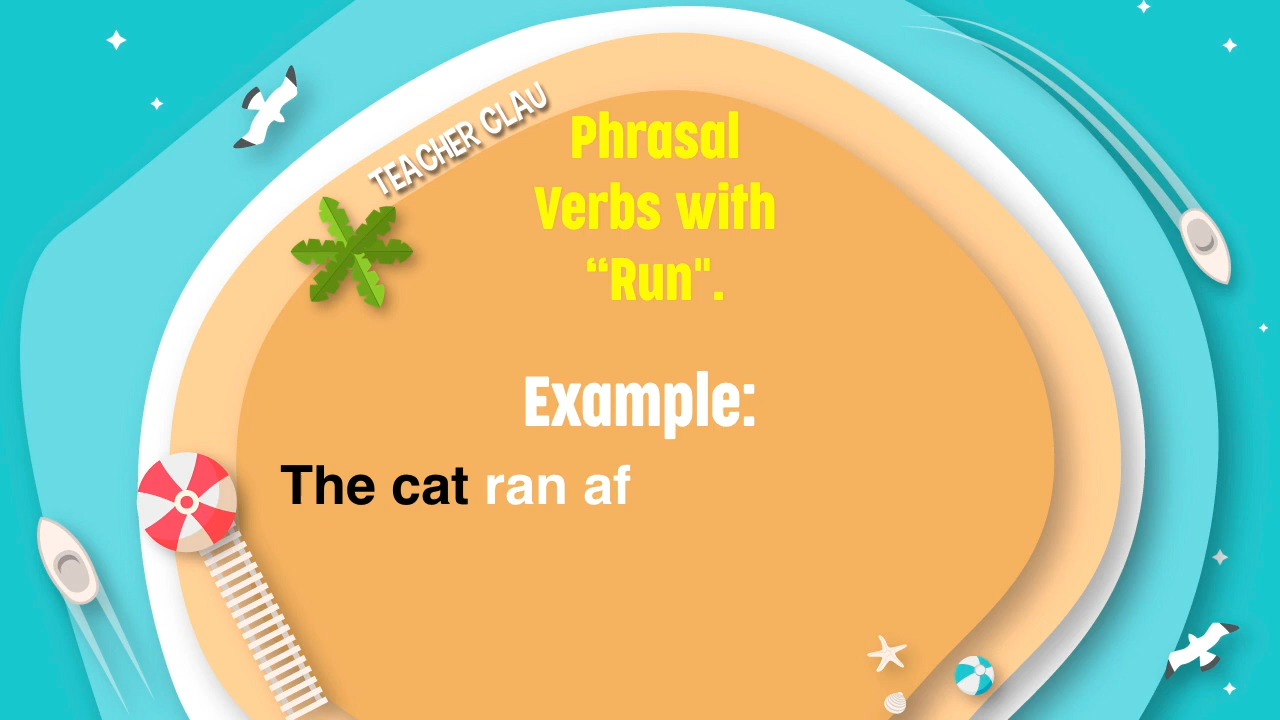 TEACHER CLAU
Phrasal
Verbs with
“Run".
Example:
The cat ran af